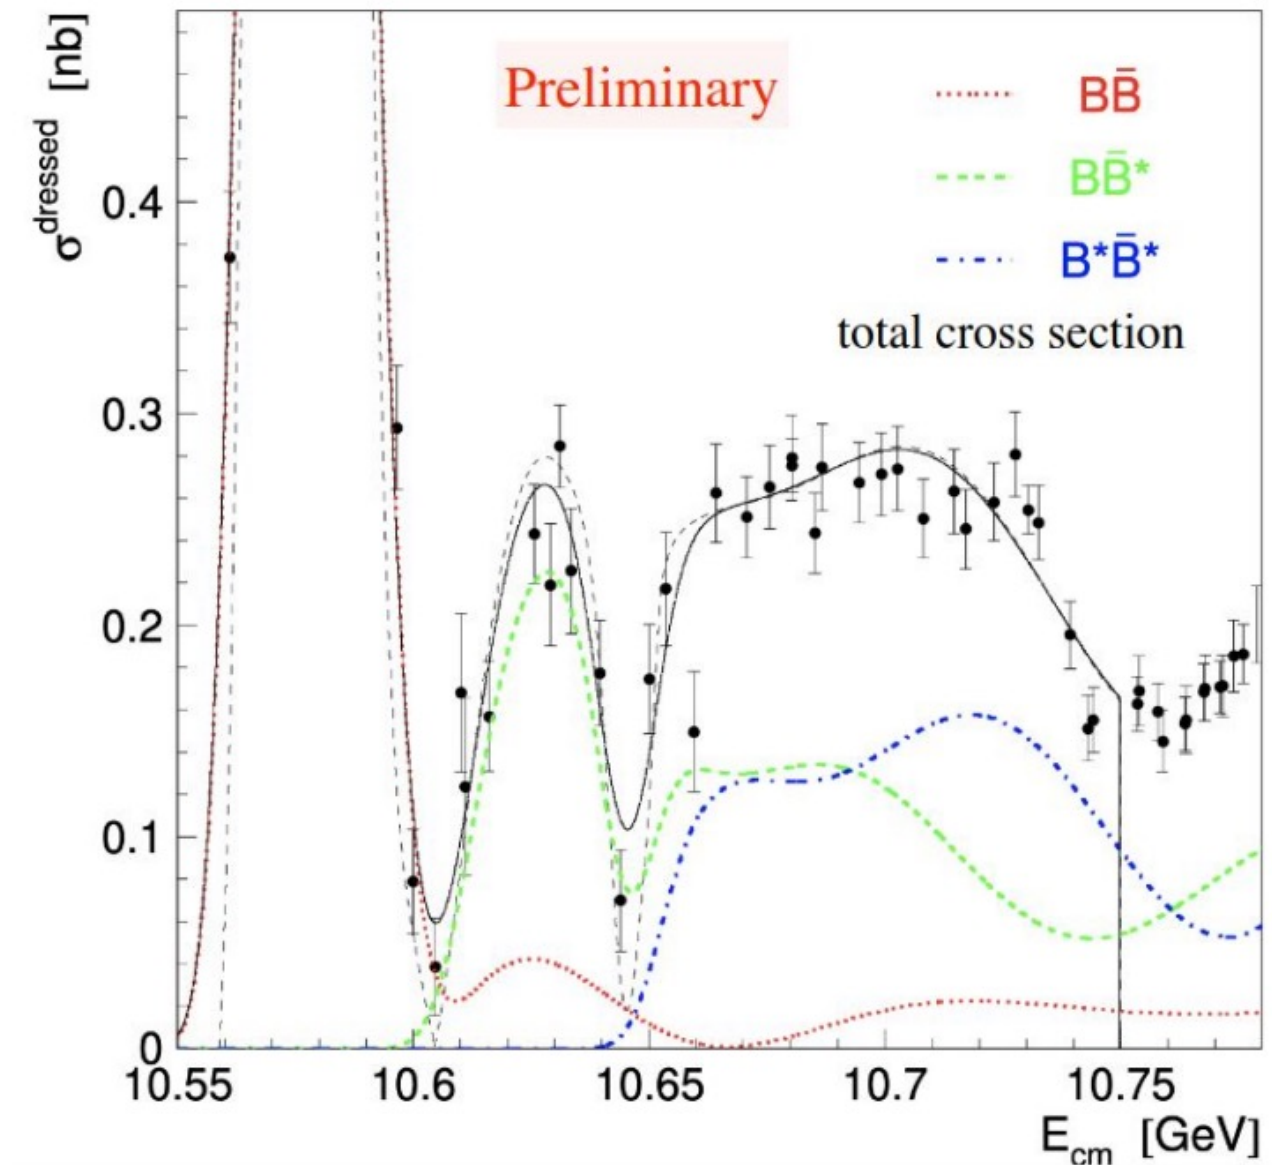 σ^dressed [nb]
Preliminary
BB̄
BB̄*
B*B̄*
total cross section
0.4
0.3
0.2
0.1
0
10.55
10.6
10.65
10.7
10.75
E_cm [GeV]